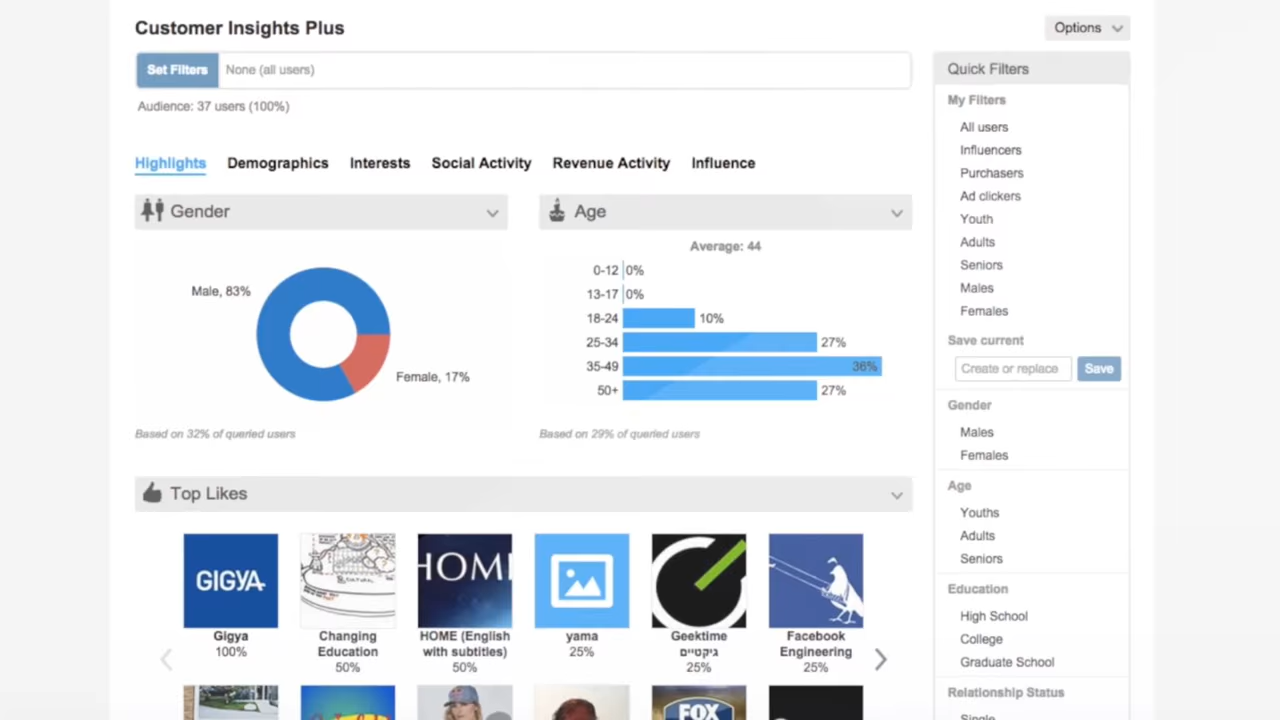 Customer Insights Plus
Options
Set Filters
None (all users)
Audience: 37 users (100%)
Highlights
Demographics
Interests
Social Activity
Revenue Activity
Influence
Gender
Male, 83%
Female, 17%
Based on 32% of queried users
Age
Average: 44
0-12 0%
13-17 0%
18-24 10%
25-34 27%
35-49 36%
50+ 27%
Based on 29% of queried users
Top Likes
GIGYA
HOME
Gigya
100%
Changing
Education
50%
HOME (English
with subtitles)
50%
yama
25%
Geektime
גיקטיים
25%
Facebook
Engineering
25%
FOX
Quick Filters
My Filters
All users
Influencers
Purchasers
Ad clickers
Youth
Adults
Seniors
Males
Females
Save current
Create or replace
Save
Gender
Males
Females
Age
Youths
Adults
Seniors
Education
High School
College
Graduate School
Relationship Status
Single